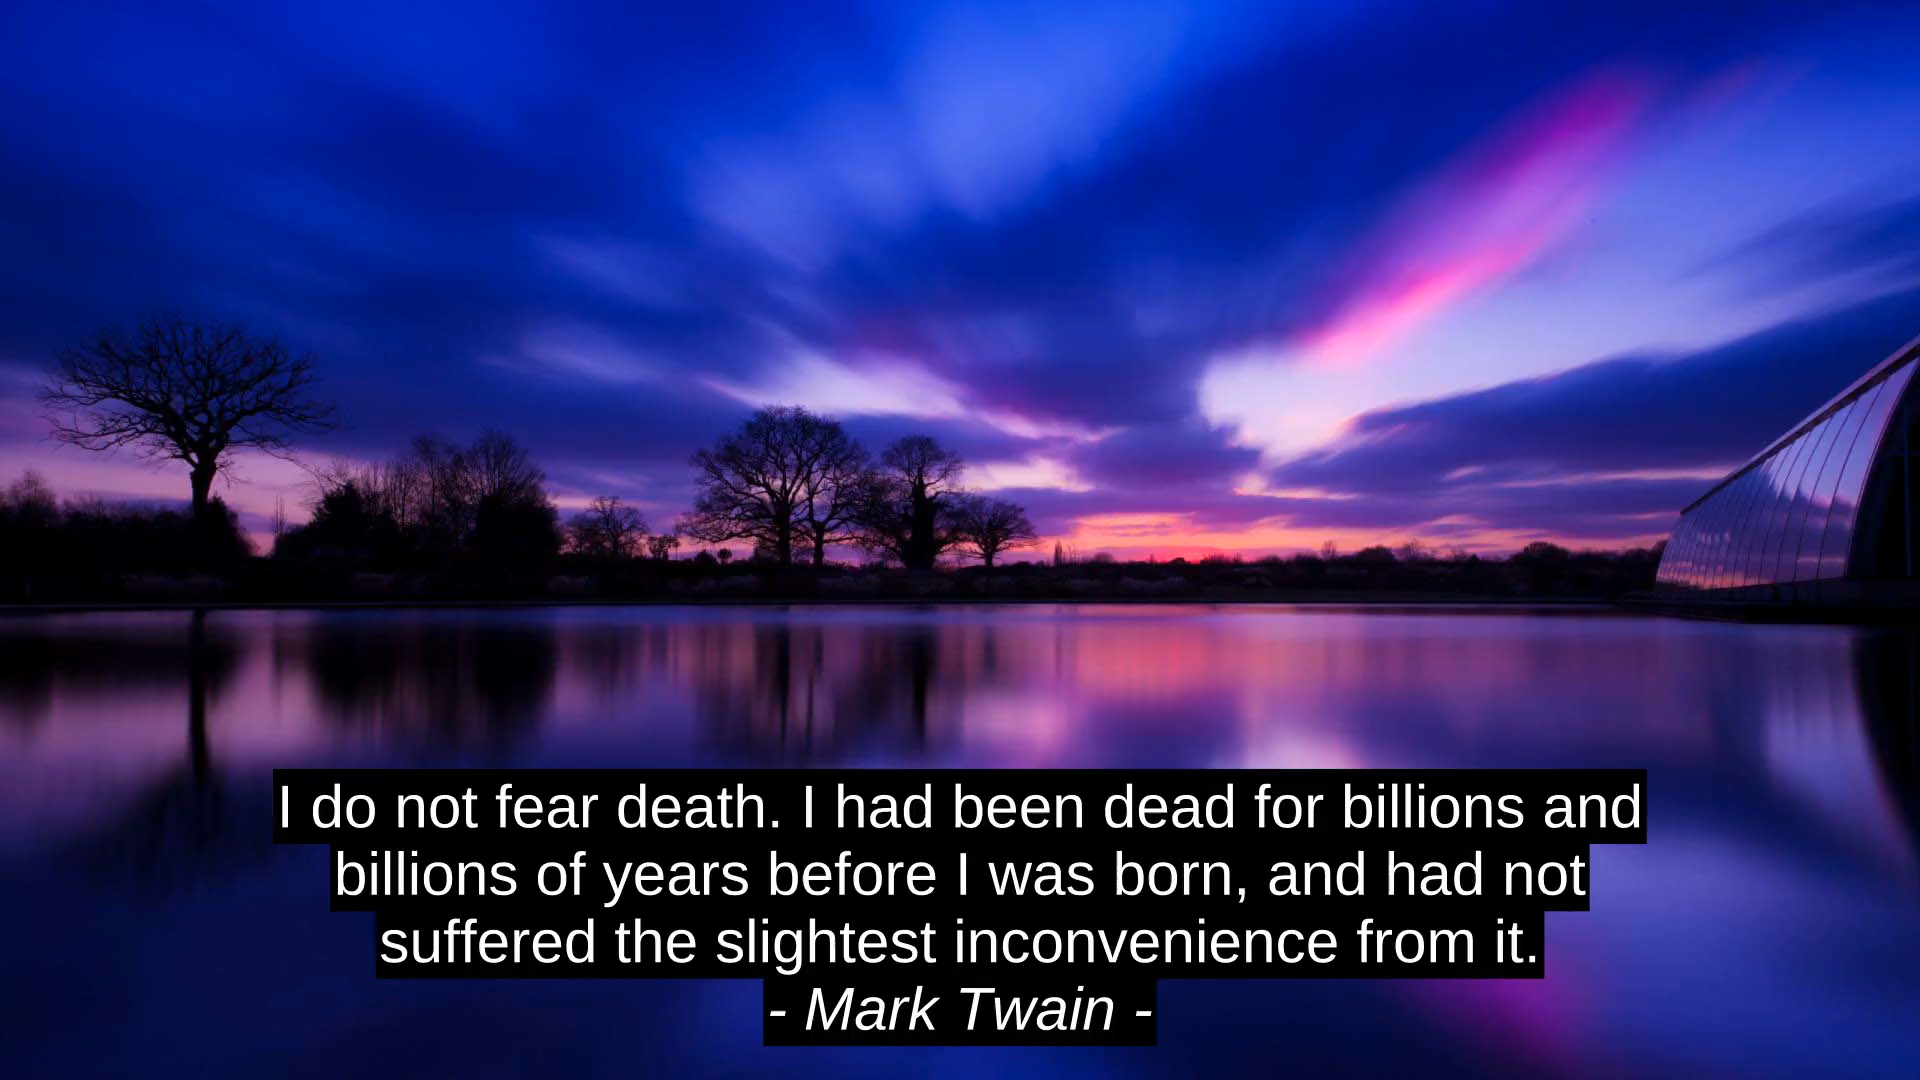 I do not fear death. I had been dead for billions and
billions of years before I was born, and had not
suffered the slightest inconvenience from it.
- Mark Twain -